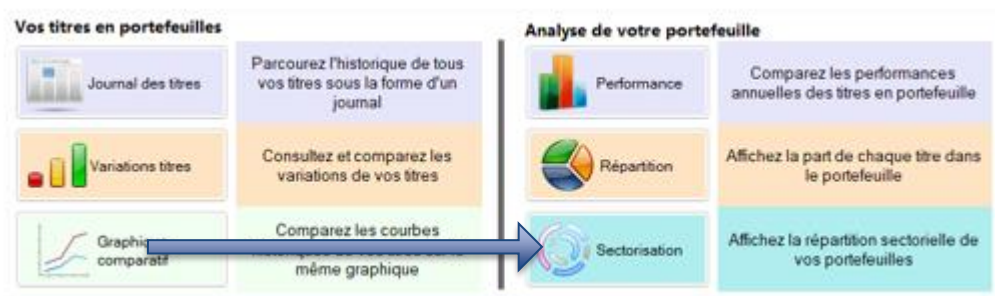 Vos titres en portefeuilles
Journal des titres
Parcourez l'historique de tous
vos titres sous la forme d'un
journal
Variations titres
Consultez et comparez les
variations de vos titres
Graphique
comparatif
Comparez les courbes
même graphique
Analyse de votre portefeuille
Performance
Comparez les performances
annuelles des titres en portefeuille
Répartition
Affichez la part de chaque titre dans
le portefeuille
Sectorisation
Affichez la répartition sectorielle de
vos portefeuilles